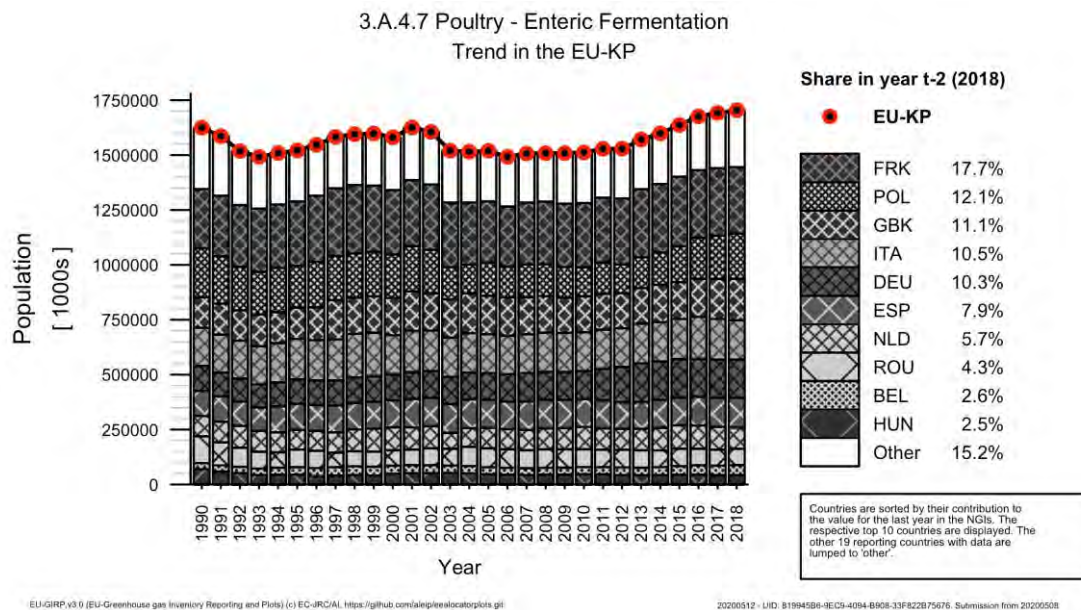 3.A.4.7 Poultry - Enteric Fermentation
Trend in the EU-KP
Population
[ 1000s ]
1750000
1500000
1250000
1000000
750000
500000
250000
0
1990
1991
1992
1993
1994
1995
1996
1997
1998
1999
2000
2001
2002
2003
2004
2005
2006
2007
2008
2009
2010
2011
2012
2013
2014
2015
2016
2017
2018
Year
Share in year t-2 (2018)
EU-KP
FRK 17.7%
POL 12.1%
GBK 11.1%
ITA 10.5%
DEU 10.3%
ESP 7.9%
NLD 5.7%
ROU 4.3%
BEL 2.6%
HUN 2.5%
Other 15.2%
Countries are sorted by their contribution to
the value for the last year in the NGIs. The
respective top 10 countries are displayed. The
other 19 reporting countries with data are
lumped to 'other'.
EU-GIRP.v3.0 (EU-Greenhouse gas Inventory Reporting and Plots) (c) EC-JRC/AL https://github.com/aleip/eealocatorplots.git
20200512 - UID: B19945B6-9EC9-4094-B908-33F822B75676. Submission from 20200508